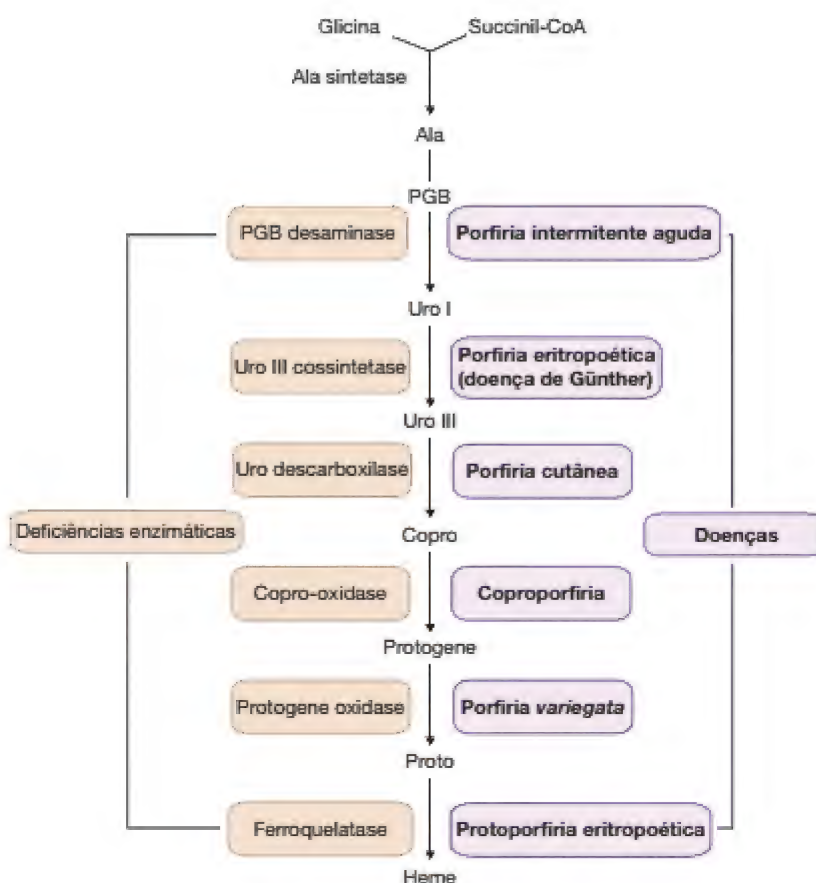 Glicina Succinil-CoA
Ala sintetase
Ala
PGB
PGB desaminase Porfiria intermitente aguda
Uro I
Uro III cossintetase Porfiria eritropoética
(doença de Günther)
Uro III
Uro descarboxilase Porfiria cutânea
Deficiências enzimáticas Copro Doenças
Copro-oxidase Coproporfiria
Protogene
Protogene oxidase Porfiria variegata
Proto
Ferroquelatase Protoporfiria eritropoética
Heme